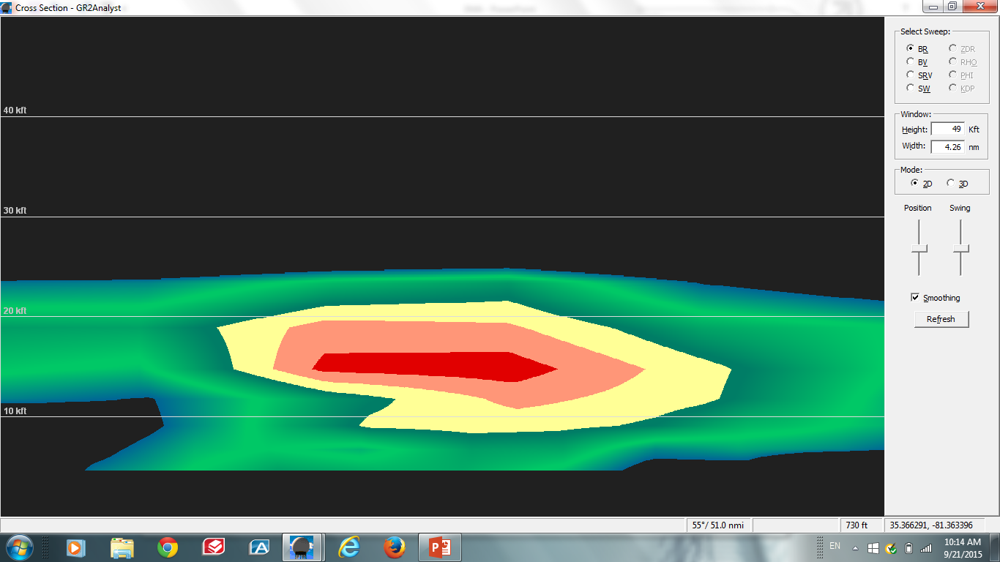 Cross Section - GR2Analyst
40 kft
30 kft
20 kft
10 kft
Select Sweep:
BR ZDR
BV RHO
SRV PHI
SW KDP
Window:
Height: 49 Kft
Width: 4.26 nm
Mode:
2D 3D
Position Swing
Smoothing
Refresh
55°/ 51.0 nmi 730 ft 35.366291, -81.363396
EN 10:14 AM
9/21/2015